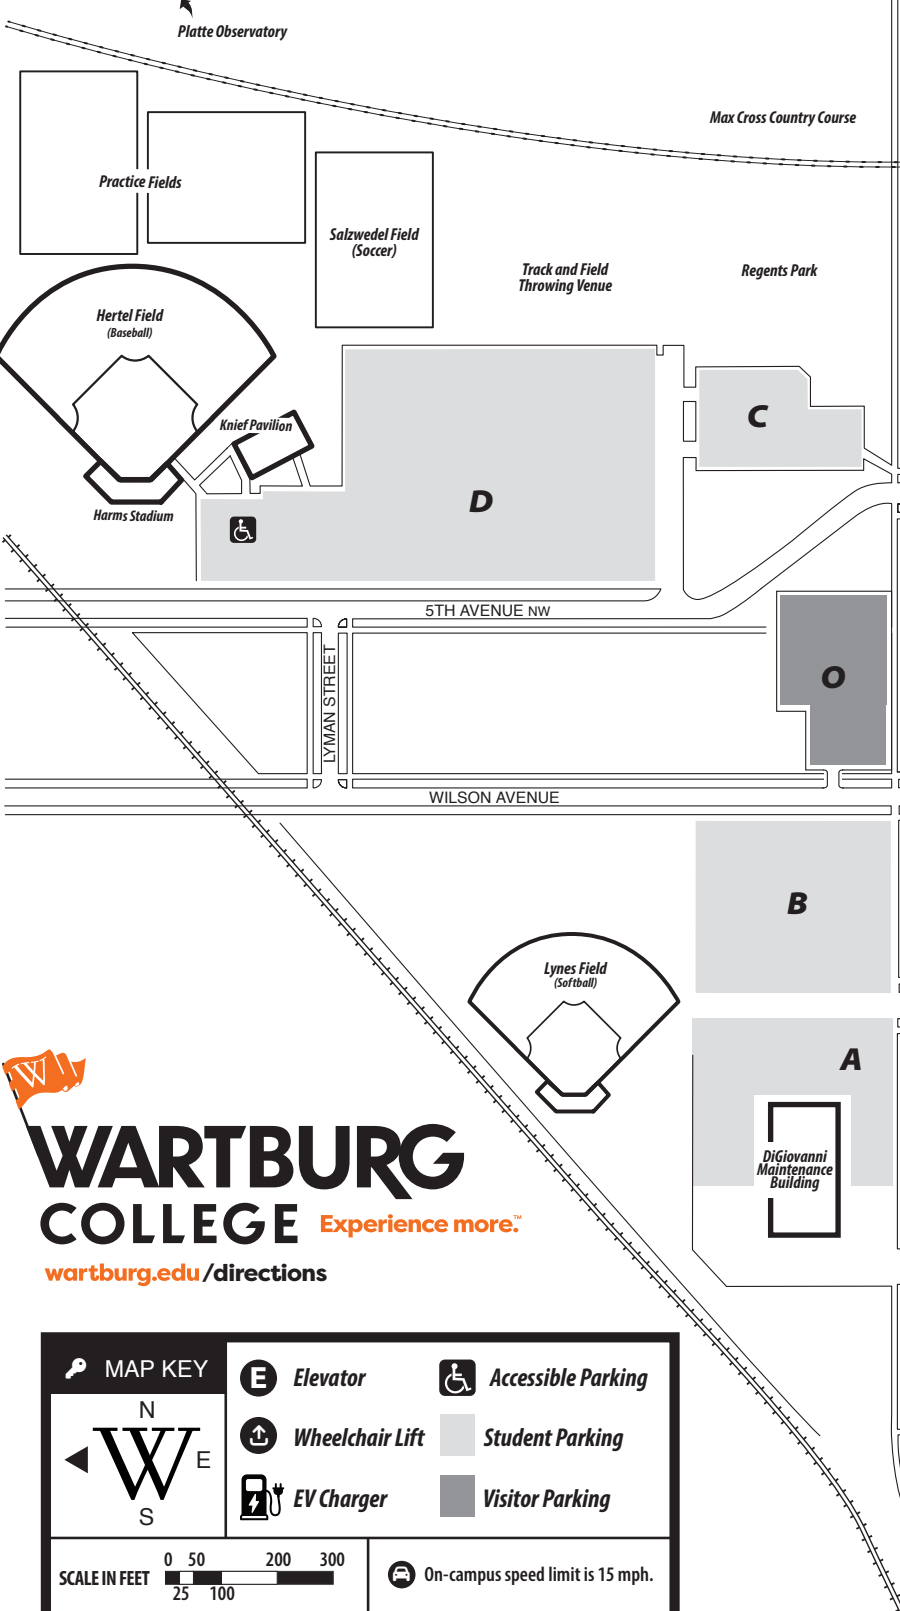 Platte Observatory
Max Cross Country Course
Practice Fields
Salzwedel Field
(Soccer)
Track and Field
Throwing Venue
Regents Park
Hertel Field
(Baseball)
Knief Pavilion
C
D
Harms Stadium
5TH AVENUE NW
LYMAN STREET
O
WILSON AVENUE
B
Lynes Field
(Softball)
A
DiGiovanni
Maintenance
Building
W
WARTBURG
COLLEGE Experience more.™
wartburg.edu/directions
MAP KEY
N
W E
S
E Elevator
Accessible Parking
Wheelchair Lift
Student Parking
EV Charger
Visitor Parking
SCALE IN FEET
0 50 200 300
25 100
On-campus speed limit is 15 mph.